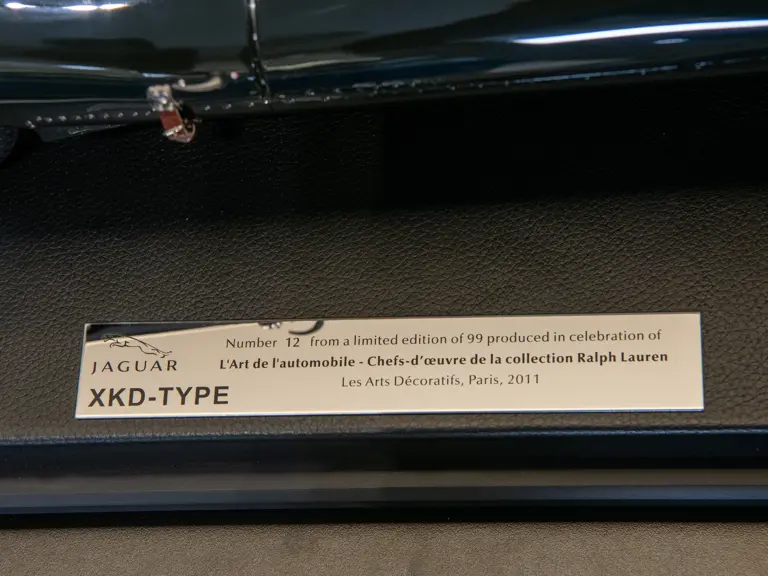 JAGUAR
XKD-TYPE
Number 12 from a limited edition of 99 produced in celebration of
L'Art de l'automobile - Chefs-d’œuvre de la collection Ralph Lauren
Les Arts Décoratifs, Paris, 2011